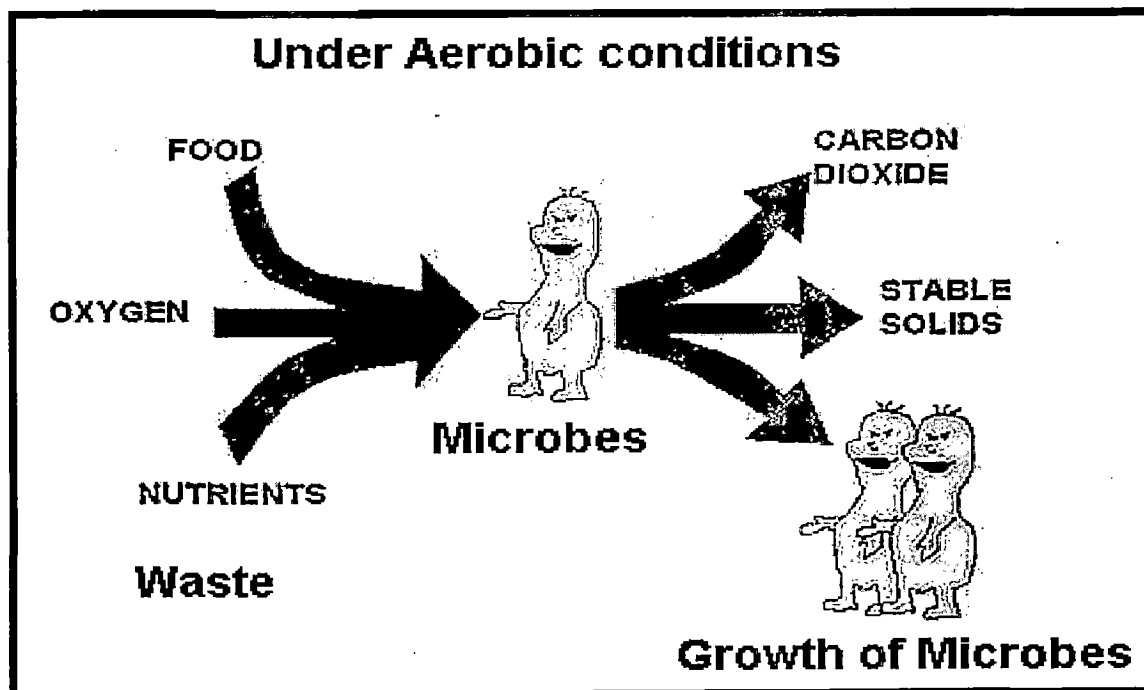 Under Aerobic conditions
FOOD
OXYGEN
NUTRIENTS
Waste
Microbes
CARBON
DIOXIDE
STABLE
SOLIDS
Growth of Microbes